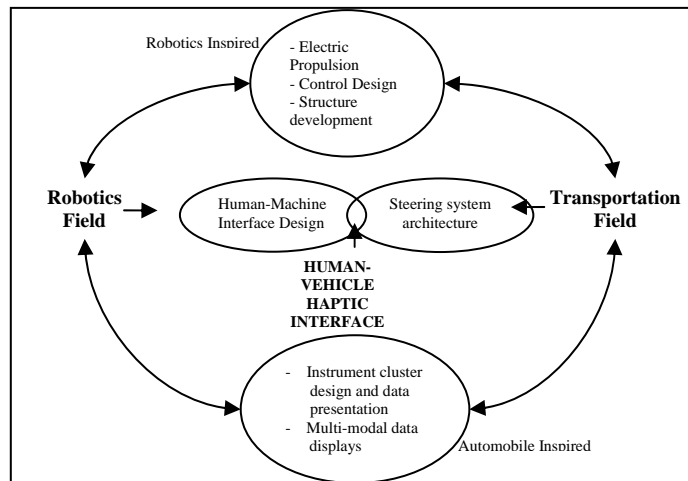 Robotics Inspired
- Electric
Propulsion
- Control Design
- Structure
development
Robotics
Field
Human-Machine
Interface Design
Steering system
architecture
Transportation
Field
HUMAN-
VEHICLE
HAPTIC
INTERFACE
- Instrument cluster
design and data
presentation
- Multi-modal data
displays
Automobile Inspired